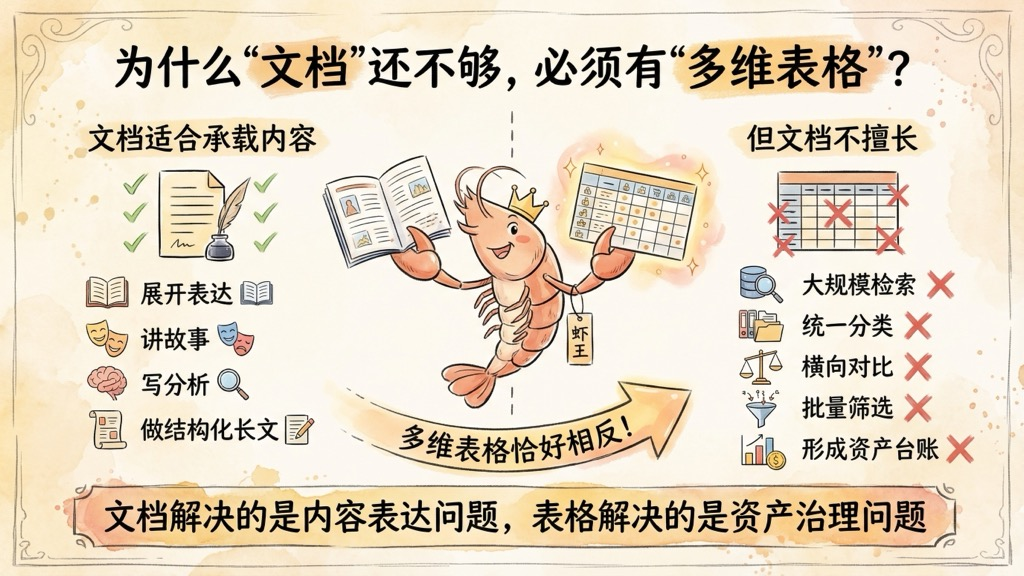 为什么“文档”还不够，必须有“多维表格”？
文档适合承载内容
展开表达
讲故事
写分析
做结构化长文
虾王
多维表格恰好相反！
但文档不擅长
大规模检索
统一分类
横向对比
批量筛选
形成资产台账
文档解决的是内容表达问题，表格解决的是资产治理问题